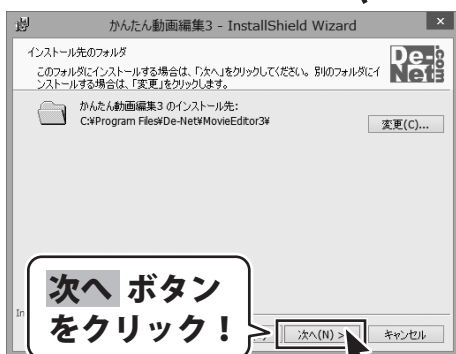 かんたん動画編集3 - InstallShield Wizard
×
インストール先のフォルダ
このフォルダにインストールする場合は、「次へ」をクリックしてください。別のフォルダにイ
ンストールする場合は、「変更」をクリックします。
De-
Net
.com
かんたん動画編集3 のインストール先:
C:¥Program Files¥De-Net¥MovieEditor3¥
変更(C)...
次へ ボタン
をクリック！
In
次へ(N) >
キャンセル